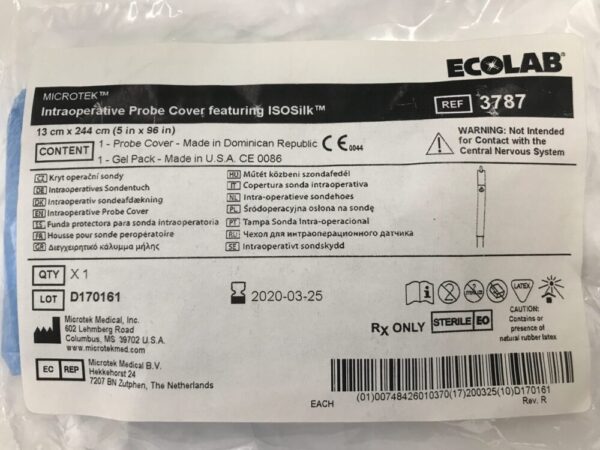 ECOLAB®
MICROTEK™
Intraoperative Probe Cover featuring ISOSilk™
REF 3787
13 cm x 244 cm (5 in x 96 in)
CONTENT
1 - Probe Cover - Made in Dominican Republic CE 0044
1 - Gel Pack - Made in U.S.A. CE 0086
WARNING: Not Intended
for Contact with the
Central Nervous System
CZ Kryt operační sondy
DE Intraoperatives Sondentuch
DK Intraoperativ sondeafdækning
EN Intraoperative Probe Cover
ES Funda protectora para sonda intraoperatoria
FR Housse pour sonde peropératoire
GR Διεγχειρητικό κάλυμμα μήλης
HU Műtét közbeni szondafedél
IT Copertura sonda intraoperativa
NL Intra-operatieve sondehoes
PL Śródoperacyjna osłona na sondę
PT Tampa Sonda Intra-operacional
RU Чехол для интраоперационного датчика
SE Intraoperativt sondskydd
QTY X 1
LOT D170161
2020-03-25
Microtek Medical, Inc.
602 Lehmberg Road
Columbus, MS 39702 U.S.A.
www.microtekmed.com
EC REP
Microtek Medical B.V.
Hekkehorst 24
7207 BN Zutphen, The Netherlands
LATEX
Rx ONLY
STERILE EO
CAUTION:
Contains or
presence of
natural rubber latex
EACH
(01)00748426010370(17)200325(10)D170161
Rev. R